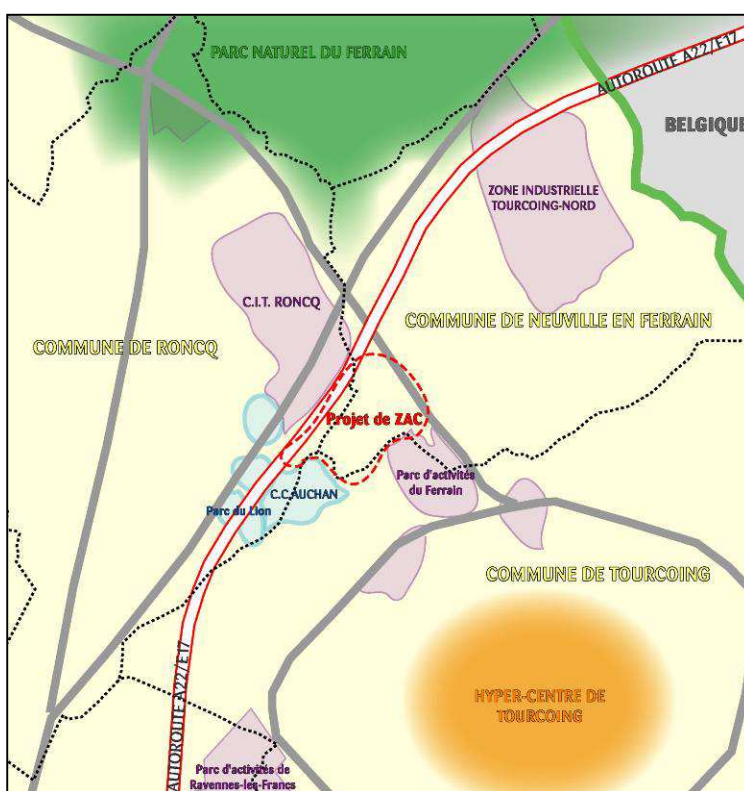 PARC NATUREL DU FERRAIN
AUTOROUTE A22/E17
BELGIQUE
ZONE INDUSTRIELLE
TOURCOING-NORD
C.I.T. RONCQ
COMMUNE DE NEUVILLE EN FERRAIN
COMMUNE DE RONCQ
Projet de ZAC
Parc d'activités
du Ferrain
C.C.AUCHAN
Parc du Lion
COMMUNE DE TOURCOING
AUTOROUTE A22/E17
HYPER-CENTRE DE
TOURCOING
Parc d'activités de
Ravennes-les-Francs